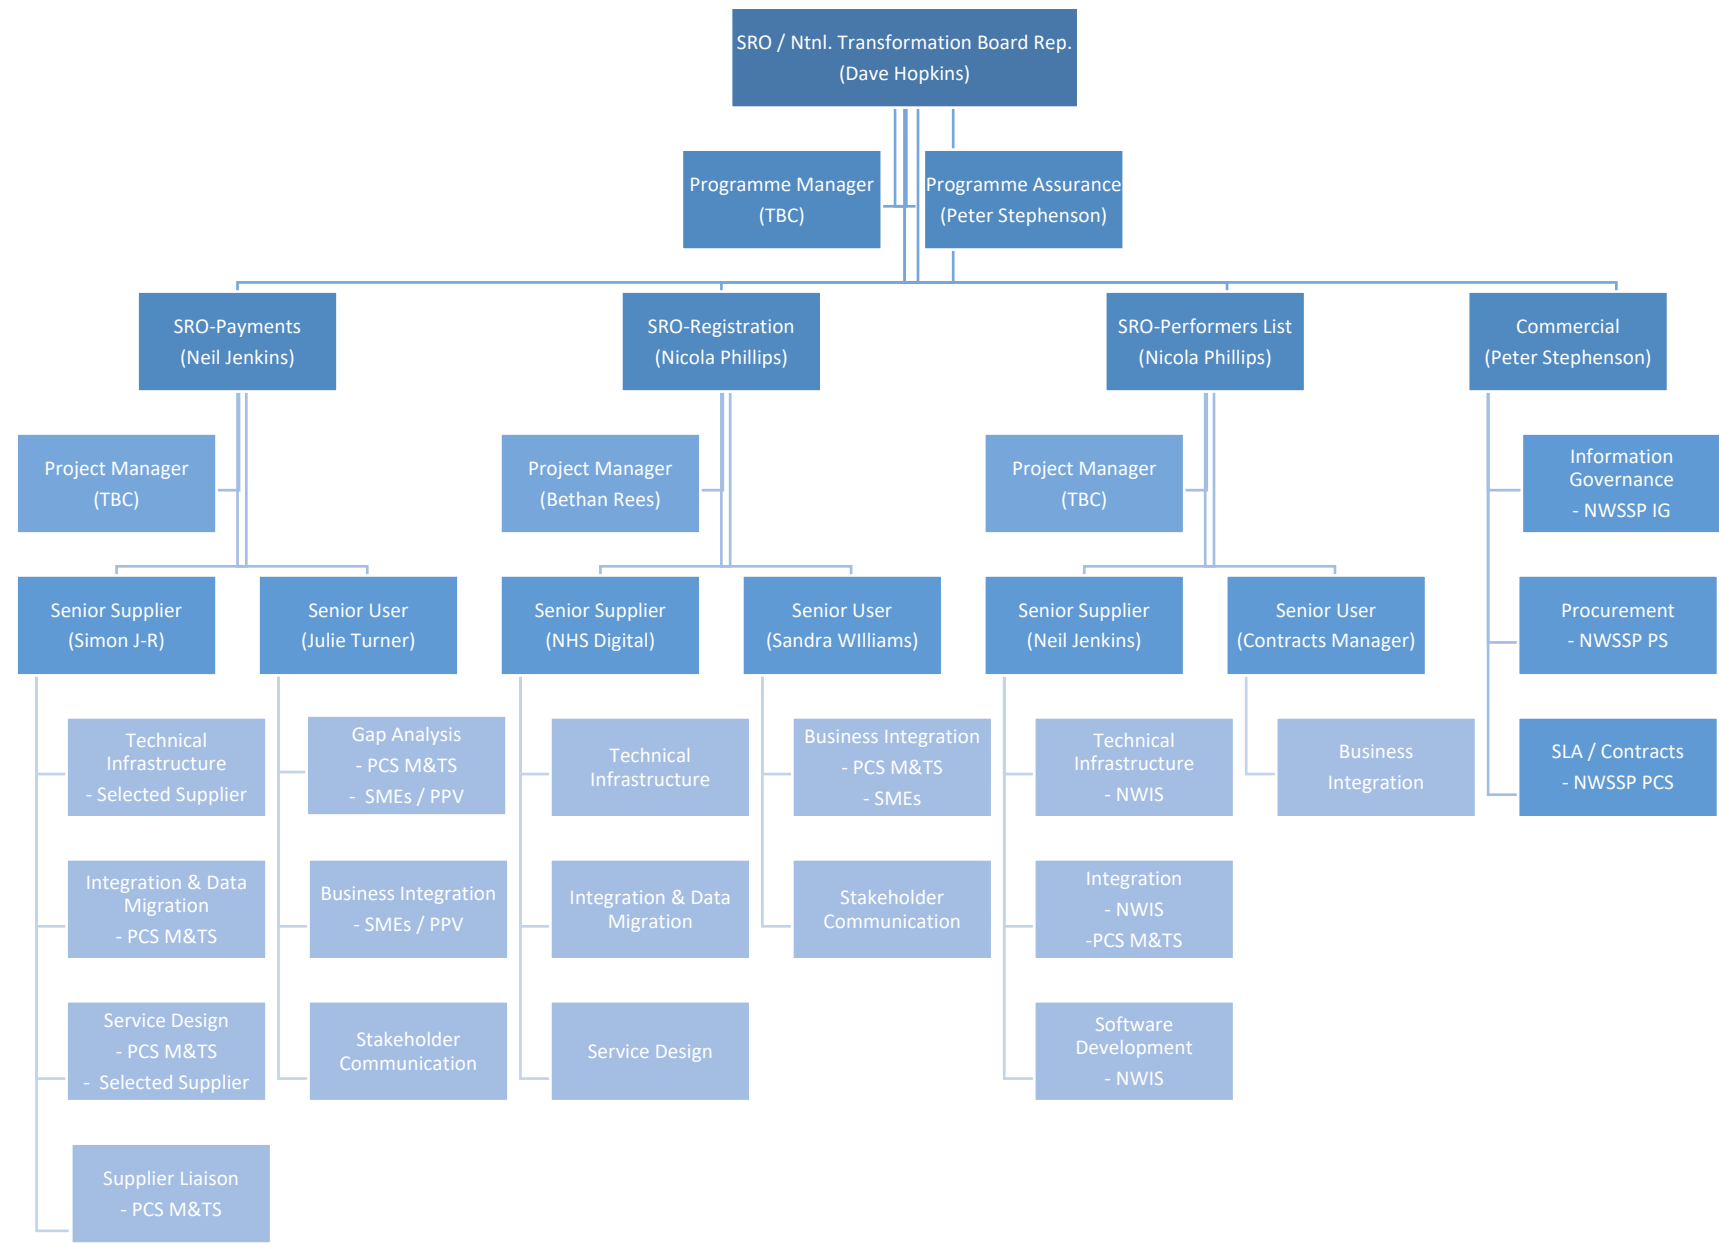 SRO / Ntnl. Transformation Board Rep.
(Dave Hopkins)
Programme Manager
(TBC)
Programme Assurance
(Peter Stephenson)
SRO-Payments
(Neil Jenkins)
SRO-Registration
(Nicola Phillips)
SRO-Performers List
(Nicola Phillips)
Commercial
(Peter Stephenson)
Project Manager
(TBC)
Project Manager
(Bethan Rees)
Project Manager
(TBC)
Information
Governance
- NWSSP IG
Senior Supplier
(Simon J-R)
Senior User
(Julie Turner)
Senior Supplier
(NHS Digital)
Senior User
(Sandra WIlliams)
Senior Supplier
(Neil Jenkins)
Senior User
(Contracts Manager)
Procurement
- NWSSP PS
Technical
Infrastructure
- Selected Supplier
Gap Analysis
- PCS M&TS
- SMEs / PPV
Technical
Infrastructure
Business Integration
- PCS M&TS
- SMEs
Technical
Infrastructure
- NWIS
Business
Integration
SLA / Contracts
- NWSSP PCS
Integration & Data
Migration
- PCS M&TS
Business Integration
- SMEs / PPV
Integration & Data
Migration
Stakeholder
Communication
Integration
- NWIS
-PCS M&TS
Service Design
- PCS M&TS
- Selected Supplier
Stakeholder
Communication
Service Design
Software
Development
- NWIS
Supplier Liaison
- PCS M&TS